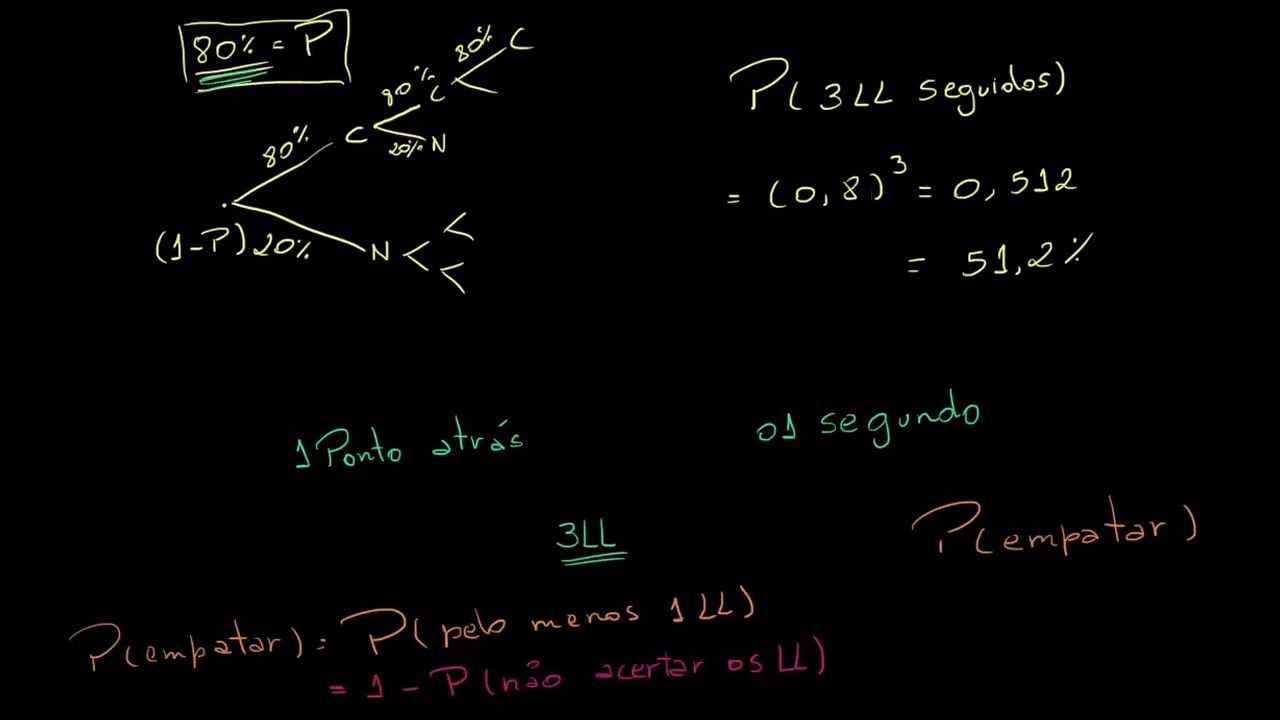 80% = P
80% C
80% C
80% C
20% N
(1-P) 20% N
P(3LL seguidos)
= (0,8)³ = 0,512
= 51,2%
1 Ponto atrás
01 segundo
3LL
P(empatar)
P(empatar) = P(pelo menos 1 LL)
= 1 - P(não acertar os LL)